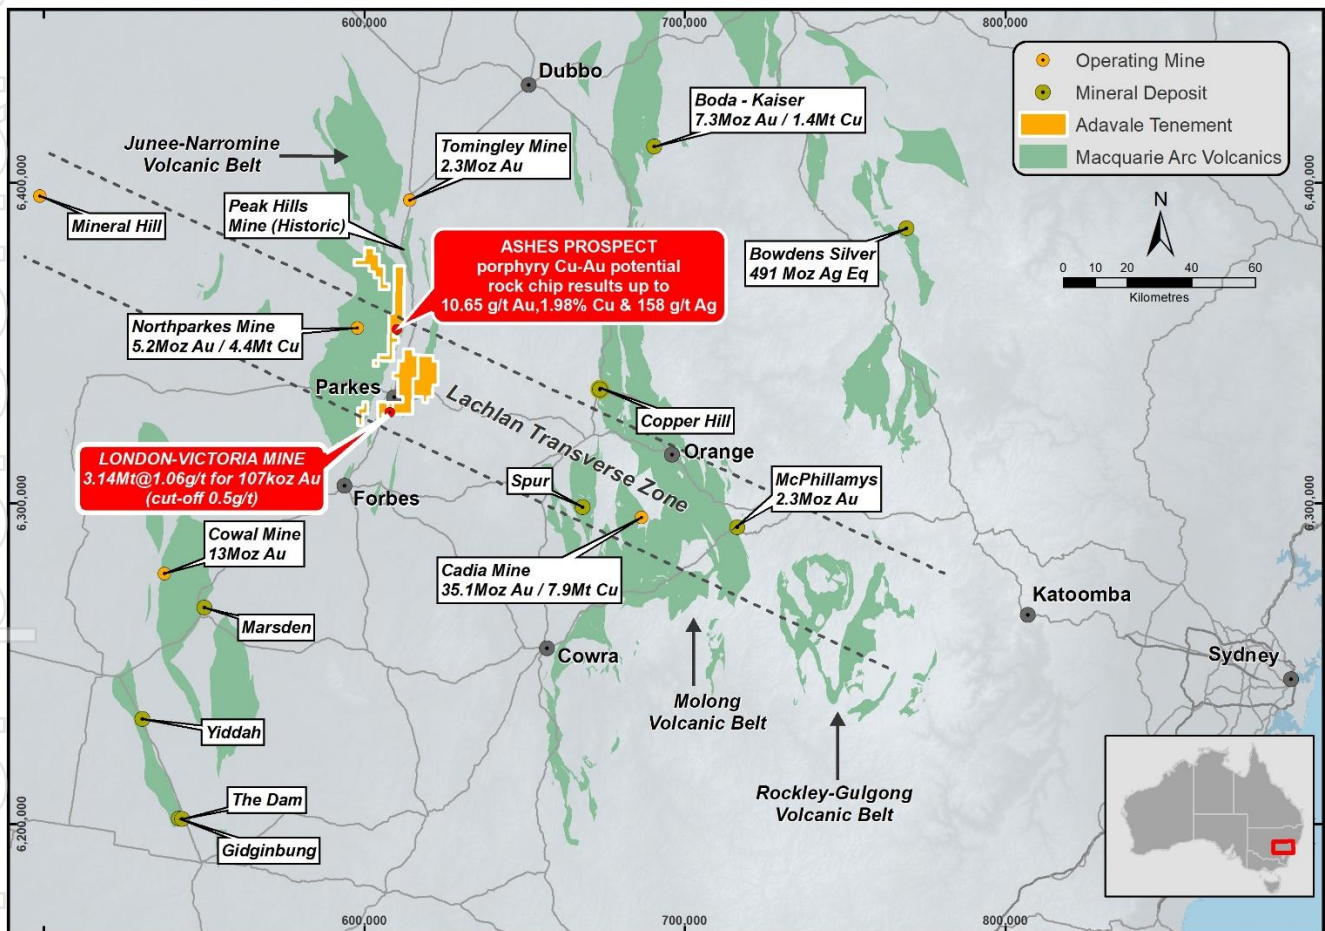 600,000
700,000
800,000
Operating Mine
Mineral Deposit
Adavale Tenement
Macquarie Arc Volcanics
N
0 10 20 30 40 60
Kilometres
6,400,000
6,400,000
6,300,000
6,300,000
6,200,000
Dubbo
Boda - Kaiser
7.3Moz Au / 1.4Mt Cu
Junee-Narromine
Volcanic Belt
Tomingley Mine
2.3moz Au
Peak Hills
Mine (Historic)
Mineral Hill
Bowdens Silver
491 Moz Ag Eq
ASHES PROSPECT
porphyry Cu-Au potential
rock chip results up to
10.65 g/t Au,1.98% Cu & 158 g/t Ag
Northparkes Mine
5.2Moz Au / 4.4Mt Cu
Parkes
Lachlan Transverse Zone
Copper Hill
Orange
LONDON-VICTORIA MINE
3.14Mt@1.06g/t for 107koz Au
(cut-off 0.5g/t)
Forbes
Spur
McPhillamys
2.3Moz Au
Cowal Mine
13Moz Au
Cadia Mine
35.1Moz Au / 7.9Mt Cu
Marsden
Katoomba
Cowra
Sydney
Molong
Volcanic Belt
Yiddah
Rockley-Gulgong
Volcanic Belt
The Dam
Gidginbung
600,000
700,000
800,000